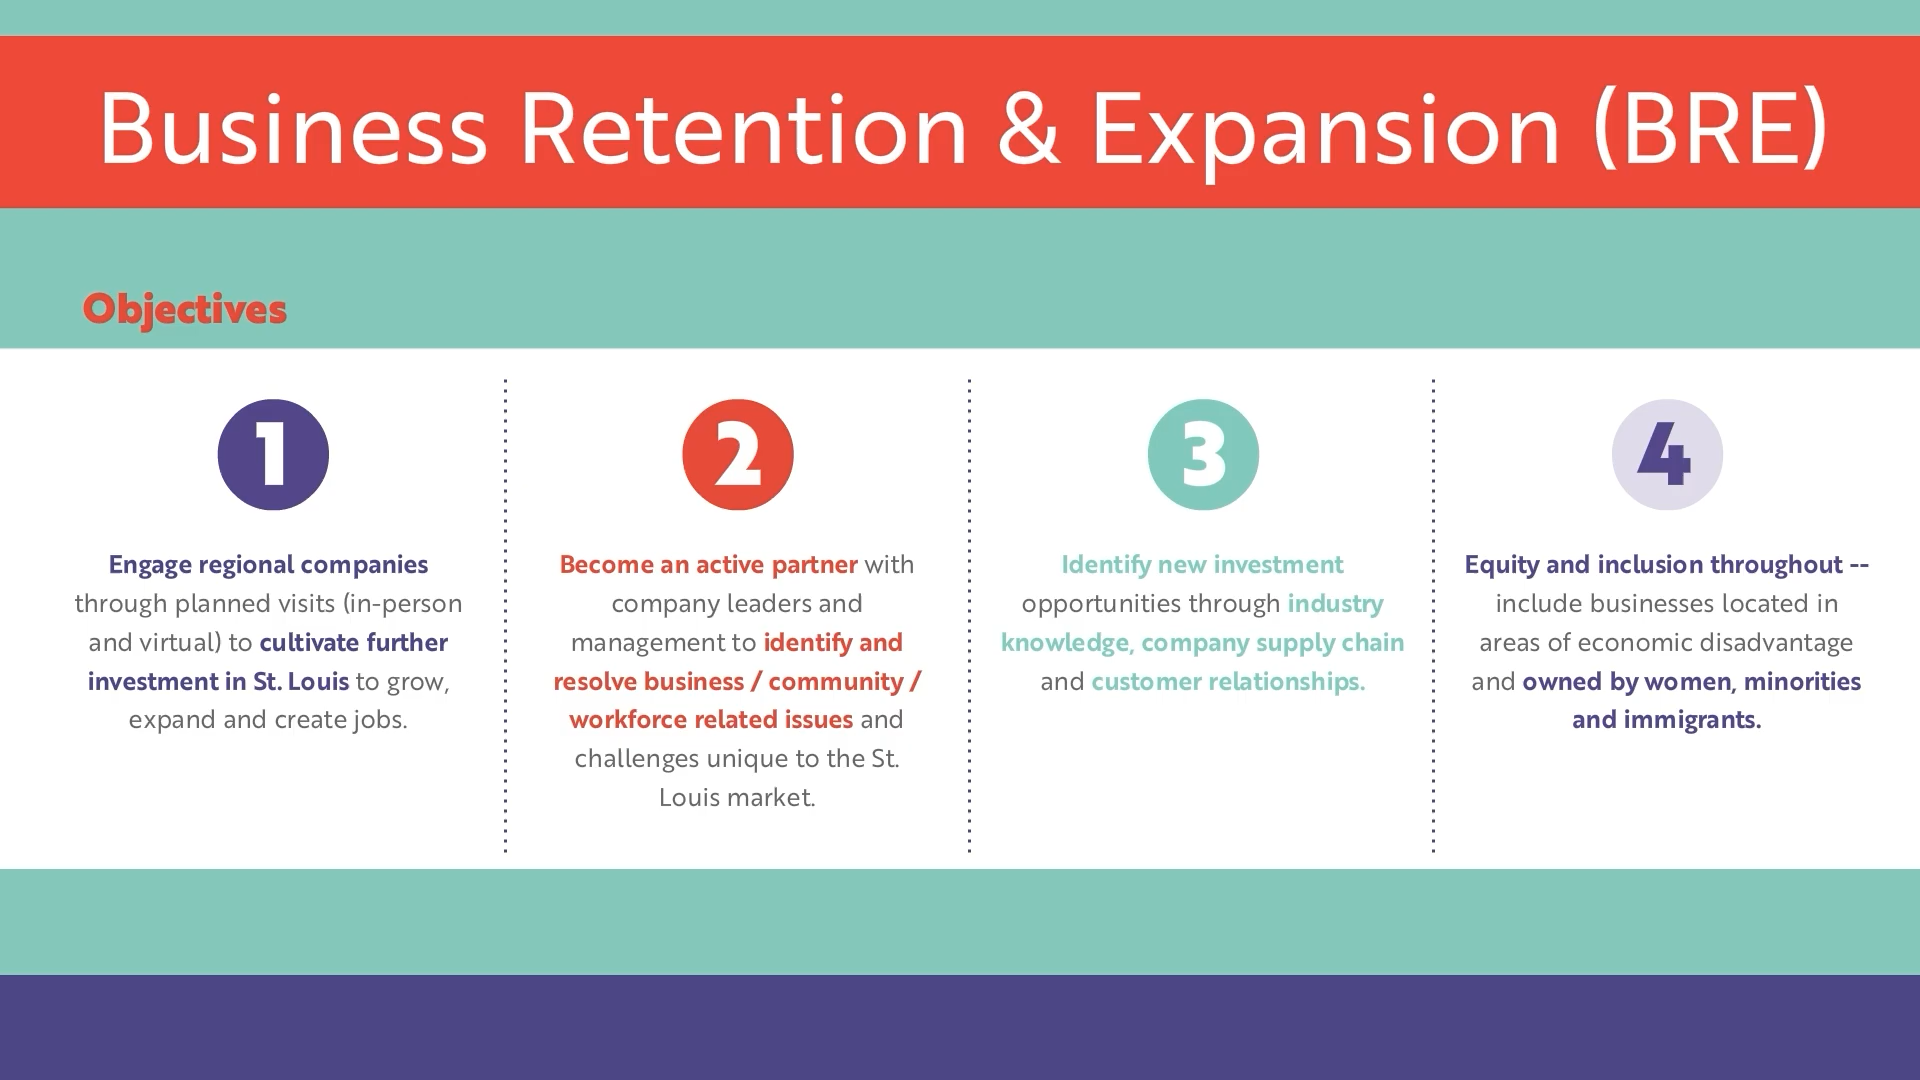 Business Retention & Expansion (BRE)
Objectives
1
Engage regional companies
through planned visits (in-person
and virtual) to cultivate further
investment in St. Louis to grow,
expand and create jobs.
2
Become an active partner with
company leaders and
management to identify and
resolve business / community /
workforce related issues and
challenges unique to the St.
Louis market.
3
Identify new investment
opportunities through industry
knowledge, company supply chain
and customer relationships.
4
Equity and inclusion throughout --
include businesses located in
areas of economic disadvantage
and owned by women, minorities
and immigrants.